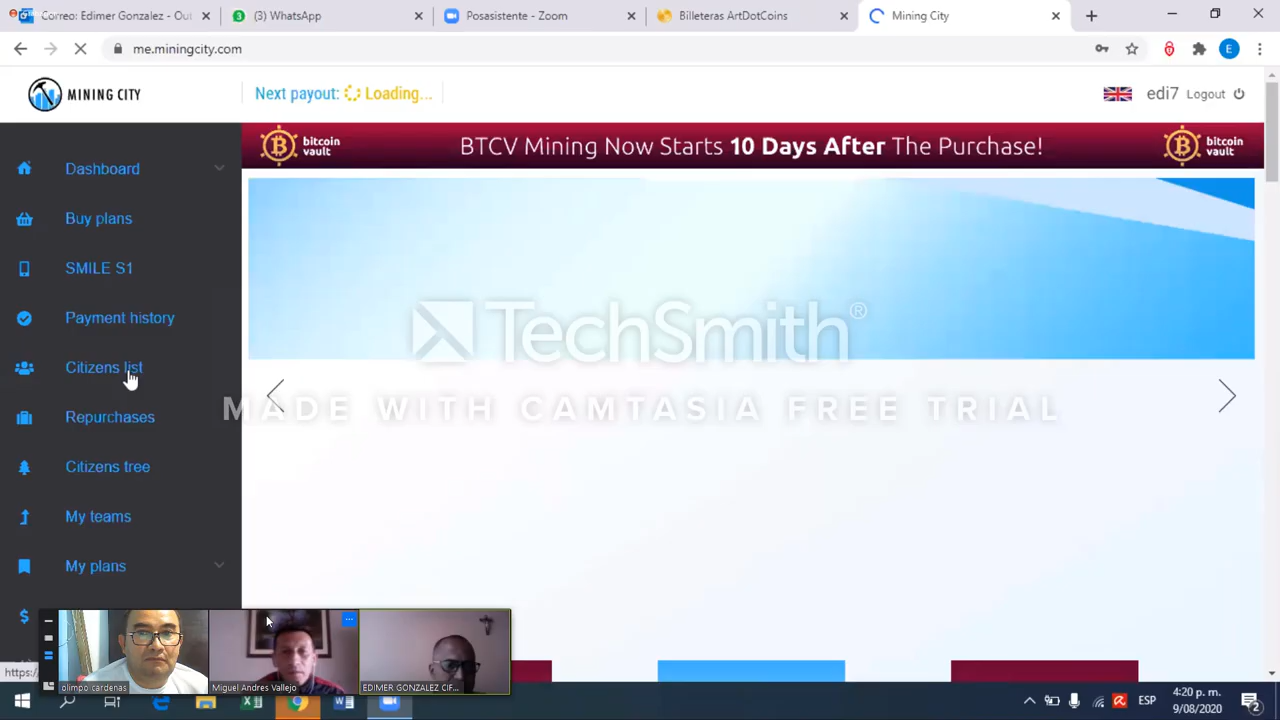 Correo: Edimer Gonzalez - Out
(3) WhatsApp
Posasistente - Zoom
Billeteras ArtDotCoins
Mining City
me.miningcity.com
E
MINING CITY
Next payout: Loading...
edi7 Logout
bitcoin vault
BTCV Mining Now Starts 10 Days After The Purchase!
bitcoin vault
Dashboard
Buy plans
SMILE S1
Payment history
Citizens list
Repurchases
Citizens tree
My teams
My plans
TechSmith®
MADE WITH CAMTASIA FREE TRIAL
olimpo cardenas
Miguel Andres Vallejo
EDIMER GONZALEZ CIF...
https:/
ESP
4:20 p. m.
9/08/2020
2